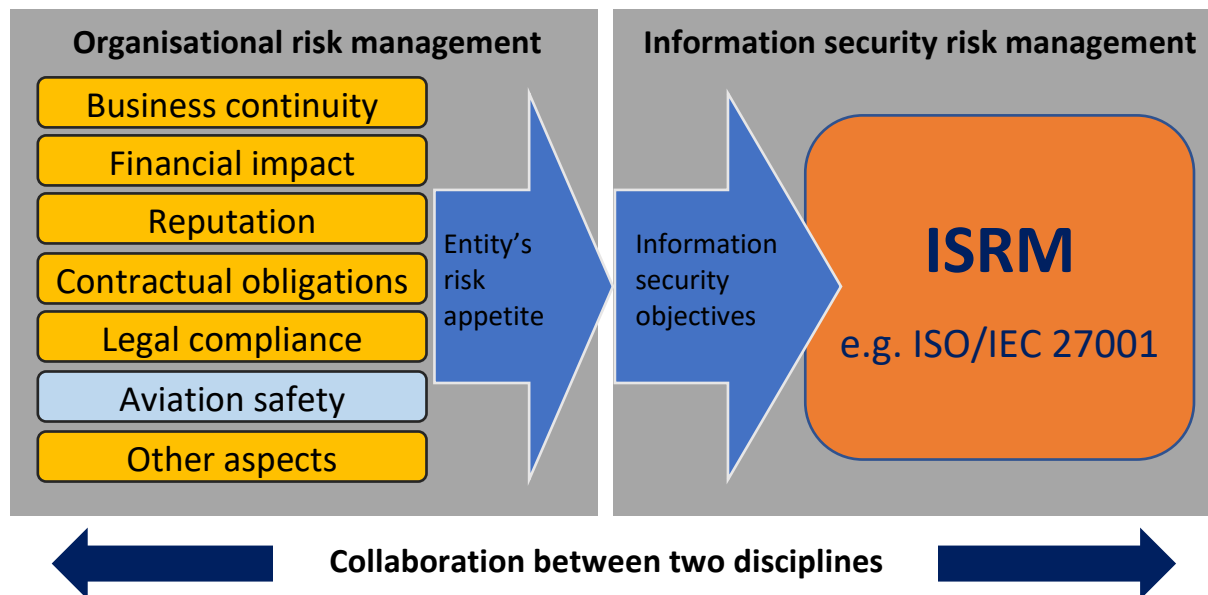 Organisational risk management
Business continuity
Financial impact
Reputation
Contractual obligations
Legal compliance
Aviation safety
Other aspects
Entity’s
risk
appetite
Information security risk management
Information
security
objectives
ISRM
e.g. ISO/IEC 27001
Collaboration between two disciplines